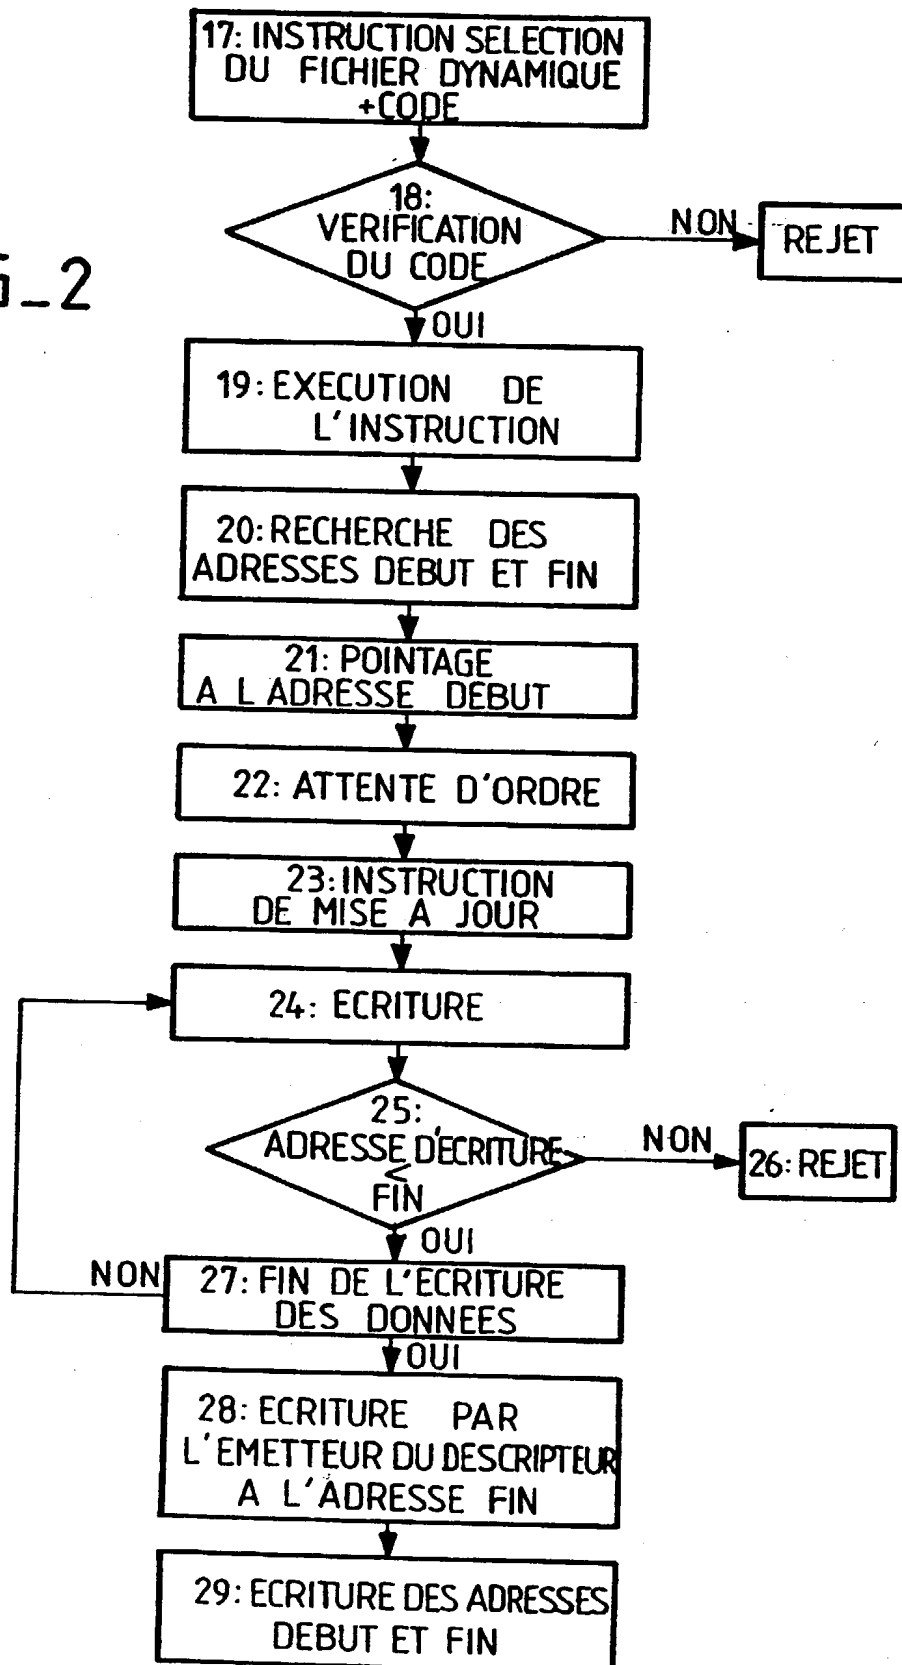 17: INSTRUCTION SELECTION
DU FICHIER DYNAMIQUE
+CODE
18:
VERIFICATION
DU CODE
NON
REJET
G_2
OUI
19: EXECUTION DE
L'INSTRUCTION
20: RECHERCHE DES
ADRESSES DEBUT ET FIN
21: POINTAGE
A L ADRESSE DEBUT
22: ATTENTE D'ORDRE
23: INSTRUCTION
DE MISE A JOUR
24: ECRITURE
25:
ADRESSE D'ECRITURE
<
FIN
NON
26: REJET
OUI
NON
27: FIN DE L'ECRITURE
DES DONNEES
OUI
28: ECRITURE PAR
L'EMETTEUR DU DESCRIPTEUR
A L'ADRESSE FIN
29: ECRITURE DES ADRESSES
DEBUT ET FIN